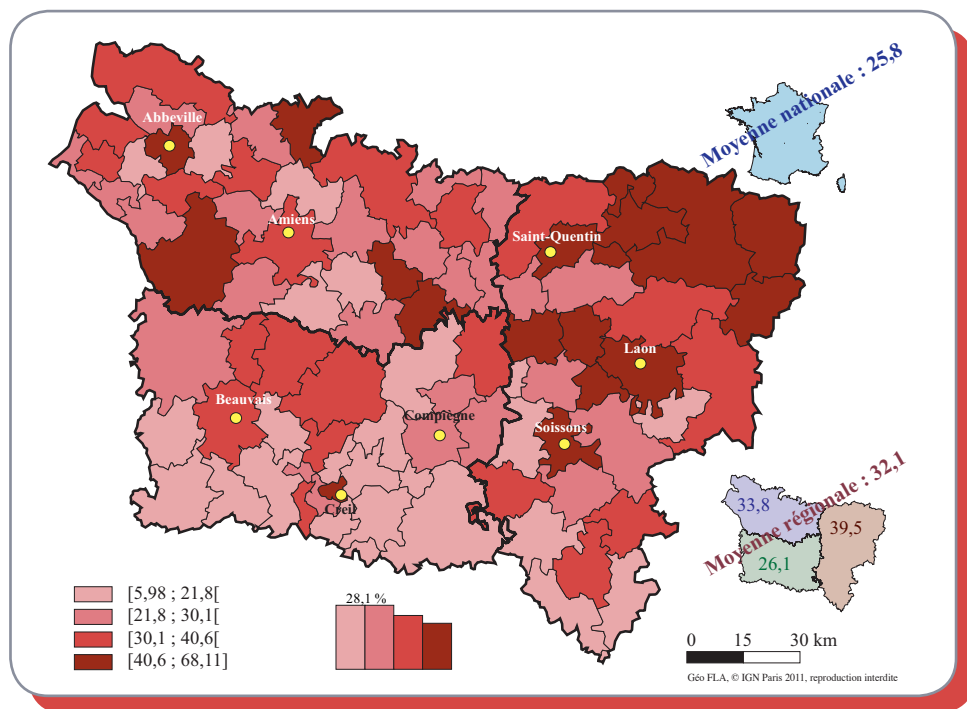 Moyenne nationale : 25,8
Abbeville
Amiens
Saint-Quentin
Laon
Beauvais
Compiègne
Soissons
Creil
Moyenne régionale : 32,1
33,8
39,5
26,1
[5,98 ; 21,8[
[21,8 ; 30,1[
[30,1 ; 40,6[
[40,6 ; 68,11]
28,1 %
0 15 30 km
Géo FLA, © IGN Paris 2011, reproduction interdite